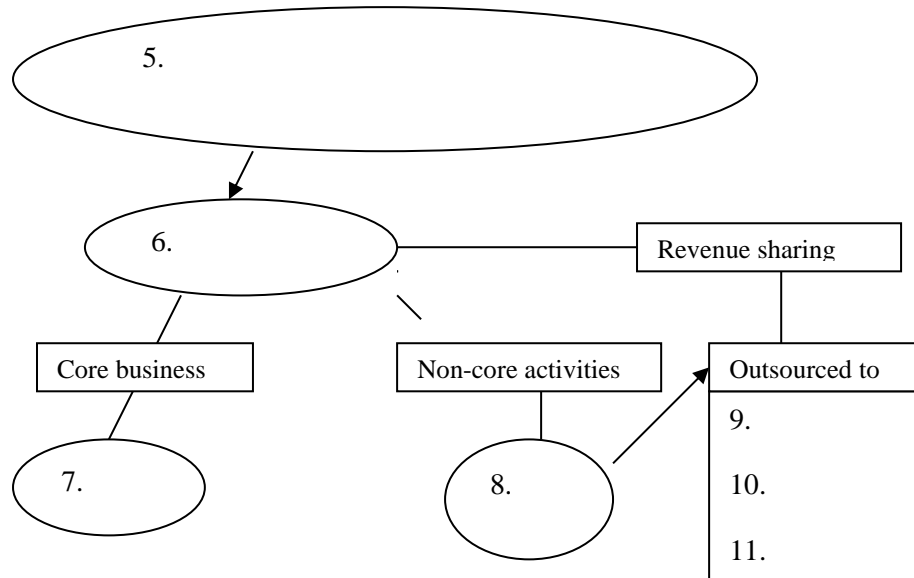 5.
6.
Revenue sharing
Core business
Non-core activities
Outsourced to
7.
8.
9.
10.
11.